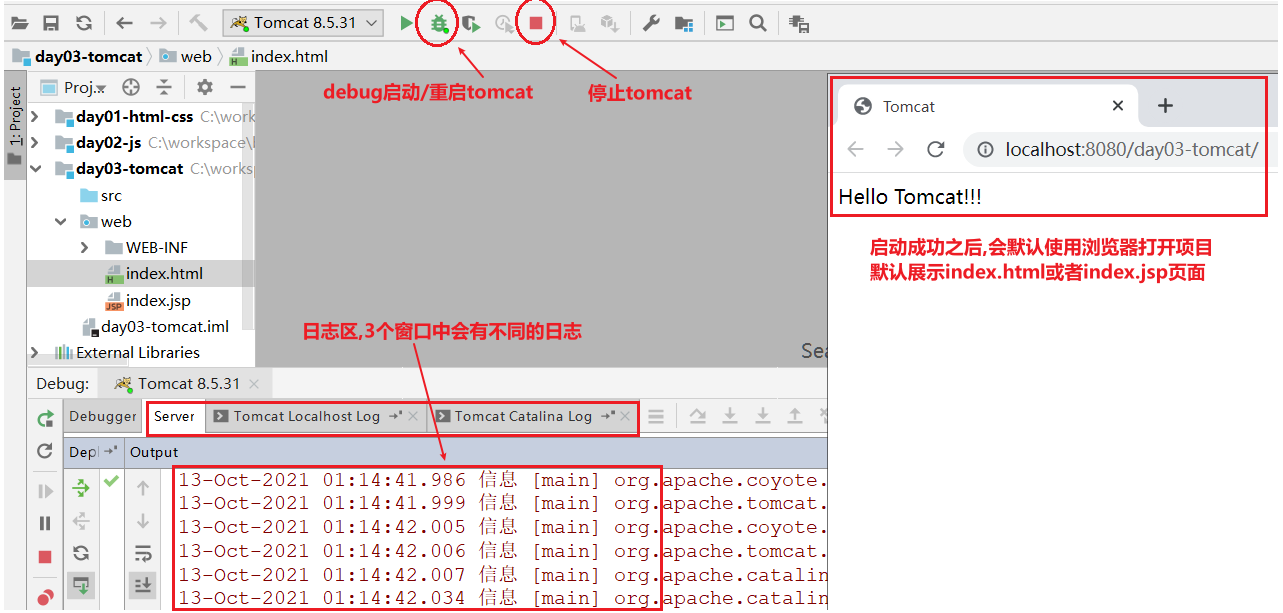 Tomcat 8.5.31
day03-tomcat
web
index.html
debug启动/重启tomcat
停止tomcat
1: Project
Proj...
day01-html-css C:\work
day02-js C:\workspace\
day03-tomcat C:\works
src
web
WEB-INF
index.html
index.jsp
day03-tomcat.iml
External Libraries
Tomcat
localhost:8080/day03-tomcat/
Hello Tomcat!!!
启动成功之后,会默认使用浏览器打开项目
默认展示index.html或者index.jsp页面
日志区,3个窗口中会有不同的日志
Sea
Debug:
Tomcat 8.5.31
Debugger
Server
Tomcat Localhost Log
Tomcat Catalina Log
Depl
Output
13-Oct-2021 01:14:41.986 信息 [main] org.apache.coyote.
13-Oct-2021 01:14:41.999 信息 [main] org.apache.tomcat.
13-Oct-2021 01:14:42.005 信息 [main] org.apache.coyote.
13-Oct-2021 01:14:42.006 信息 [main] org.apache.tomcat.
13-Oct-2021 01:14:42.007 信息 [main] org.apache.catalin
13-Oct-2021 01:14:42.034 信息 [main] org.apache.catalin